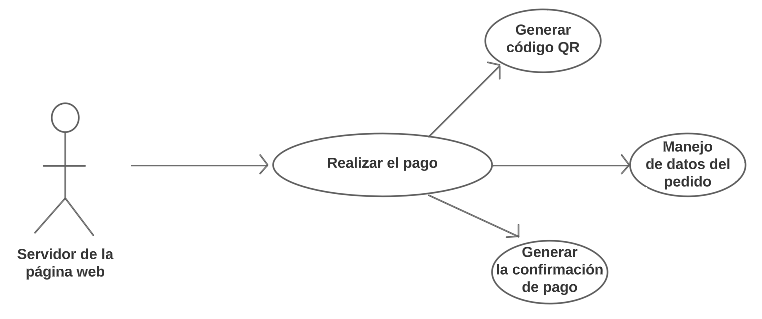 Generar
código QR
Realizar el pago
Manejo
de datos del
pedido
Servidor de la
página web
Generar
la confirmación
de pago